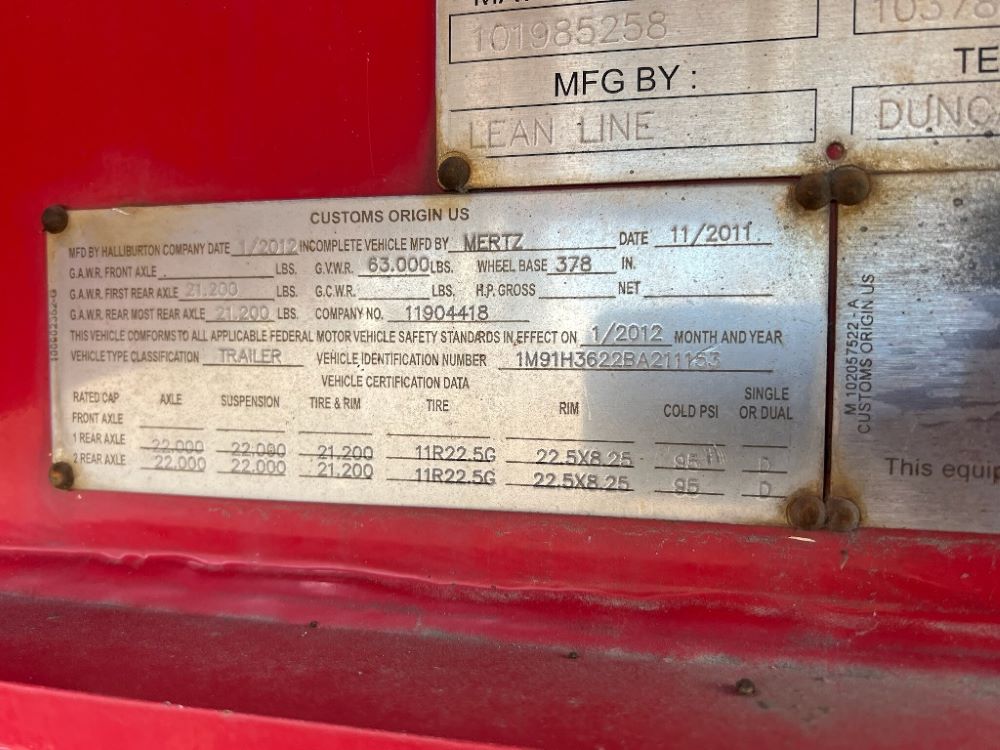 101985258
10378
MFG BY :
TE
LEAN LINE
DUNC
CUSTOMS ORIGIN US
MFD BY HALLIBURTON COMPANY DATE 1/2012 INCOMPLETE VEHICLE MFD BY MERTZ DATE 11/2011
G.A.W.R. FRONT AXLE LBS. G.V.W.R. 63.000 LBS. WHEEL BASE 378 IN.
G.A.W.R. FIRST REAR AXLE 21.200 LBS. G.C.W.R. LBS. H.P. GROSS NET
G.A.W.R. REAR MOST REAR AXLE 21.200 LBS. COMPANY NO. 11904418
THIS VEHICLE COMFORMS TO ALL APPLICABLE FEDERAL MOTOR VEHICLE SAFETY STANDARDS IN EFFECT ON 1/2012 MONTH AND YEAR
VEHICLE TYPE CLASSIFICATION TRAILER VEHICLE IDENTIFICATION NUMBER 1M91H3622BA211153
VEHICLE CERTIFICATION DATA
RATED CAP AXLE SUSPENSION TIRE & RIM TIRE RIM COLD PSI SINGLE OR DUAL
FRONT AXLE
1 REAR AXLE 22.000 22.000 21.200 11R22.5G 22.5X8.25 95 D
2 REAR AXLE 22.000 22.000 21.200 11R22.5G 22.5X8.25 95 D
M 102057522 - A
CUSTOMS ORIGIN US
This equip